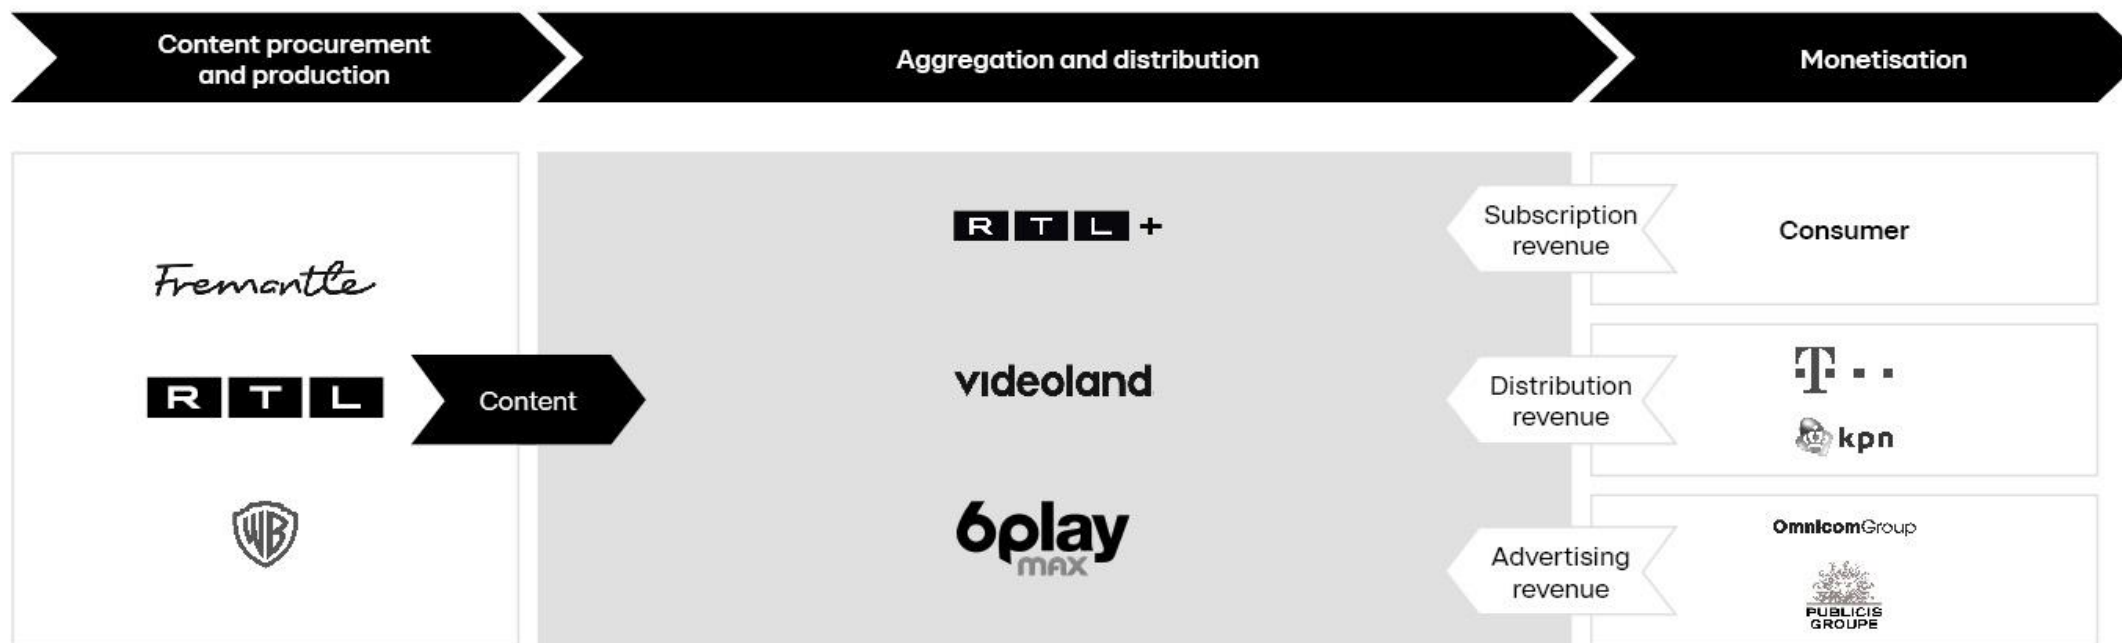 Content procurement
and production
Aggregation and distribution
Monetisation
Fremantle
RTL
WB
Content
RTL+
videoland
6play
max
Subscription
revenue
Distribution
revenue
Advertising
revenue
Consumer
T
kpn
OmnicomGroup
PUBLICIS
GROUPE